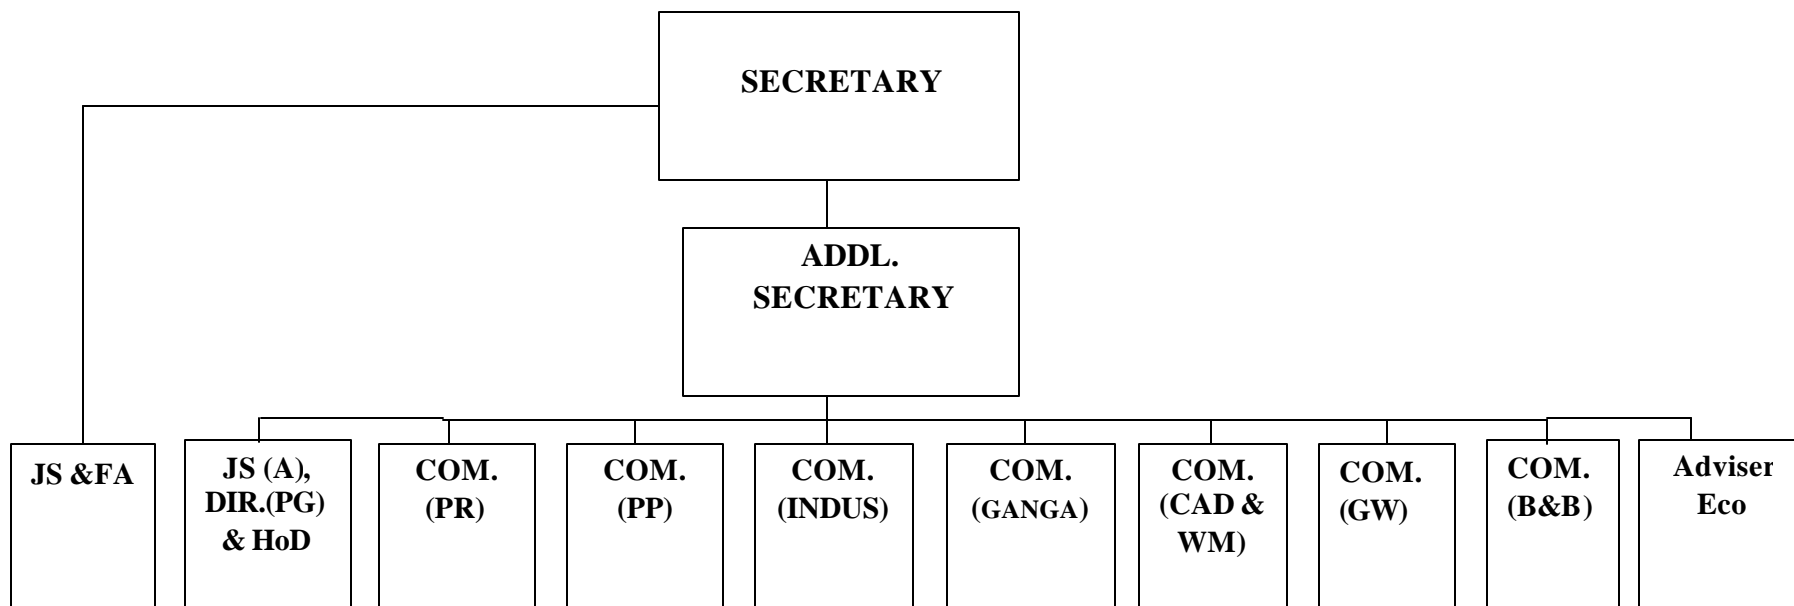 SECRETARY
ADDL.
SECRETARY
JS &FA
JS (A),
DIR.(PG)
& HoD
COM.
(PR)
COM.
(PP)
COM.
(INDUS)
COM.
(GANGA)
COM.
(CAD &
WM)
COM.
(GW)
COM.
(B&B)
Adviser
Eco